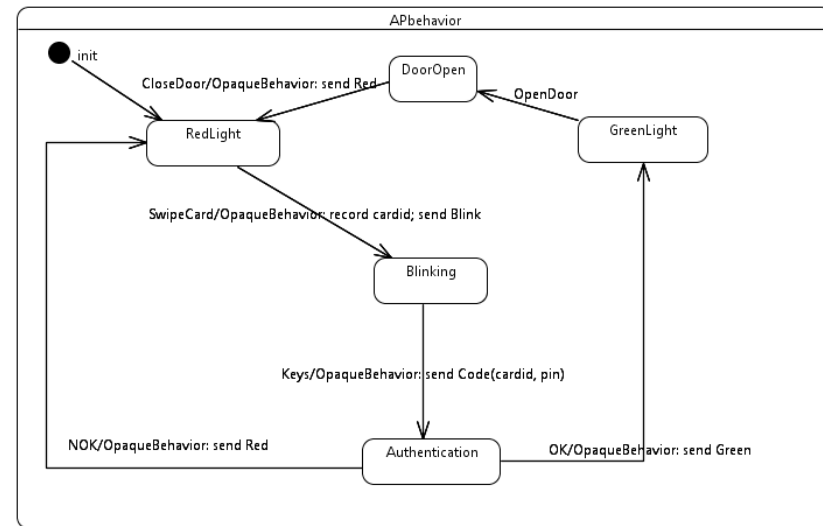 APbehavior
init
DoorOpen
CloseDoor/OpaqueBehavior: send Red
OpenDoor
RedLight
GreenLight
SwipeCard/OpaqueBehavior: record cardid; send Blink
Blinking
Keys/OpaqueBehavior: send Code(cardid, pin)
NOK/OpaqueBehavior: send Red
Authentication
OK/OpaqueBehavior: send Green